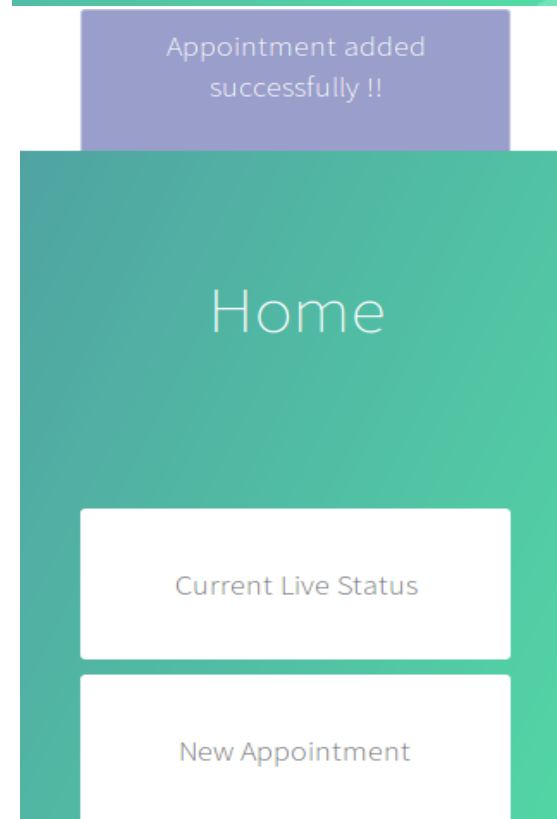 Appointment added
successfully !!
Home
Current Live Status
New Appointment